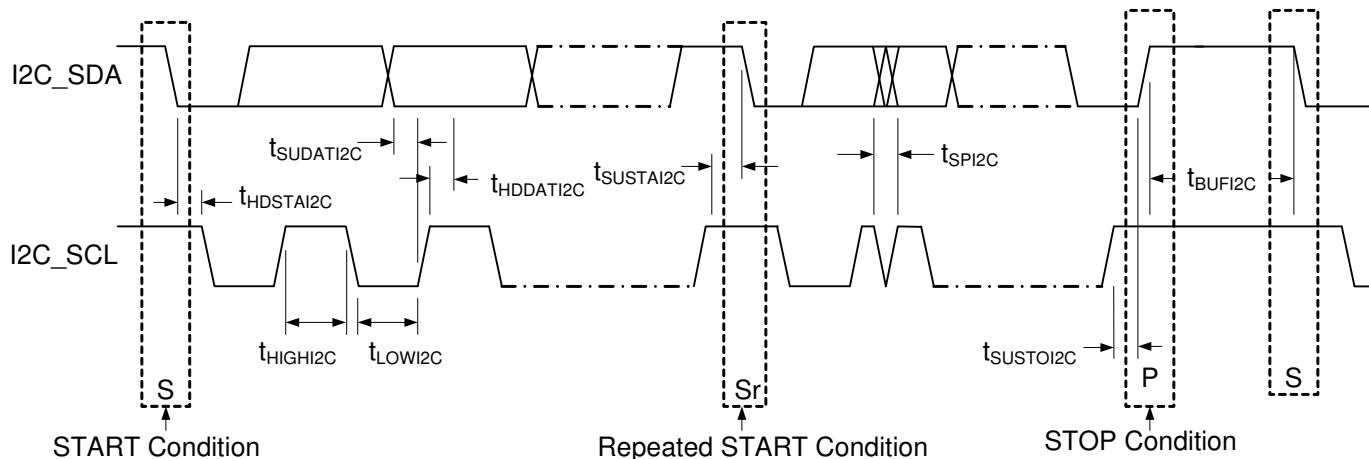 I2C_SDA
tSUDATI2C
tHDDATI2C
tSUSTAI2C
tSPI2C
tBUFI2C
tHDSTAI2C
I2C_SCL
tHIGHI2C
tLOWI2C
tSUSTOI2C
S
Sr
P
S
START Condition
Repeated START Condition
STOP Condition